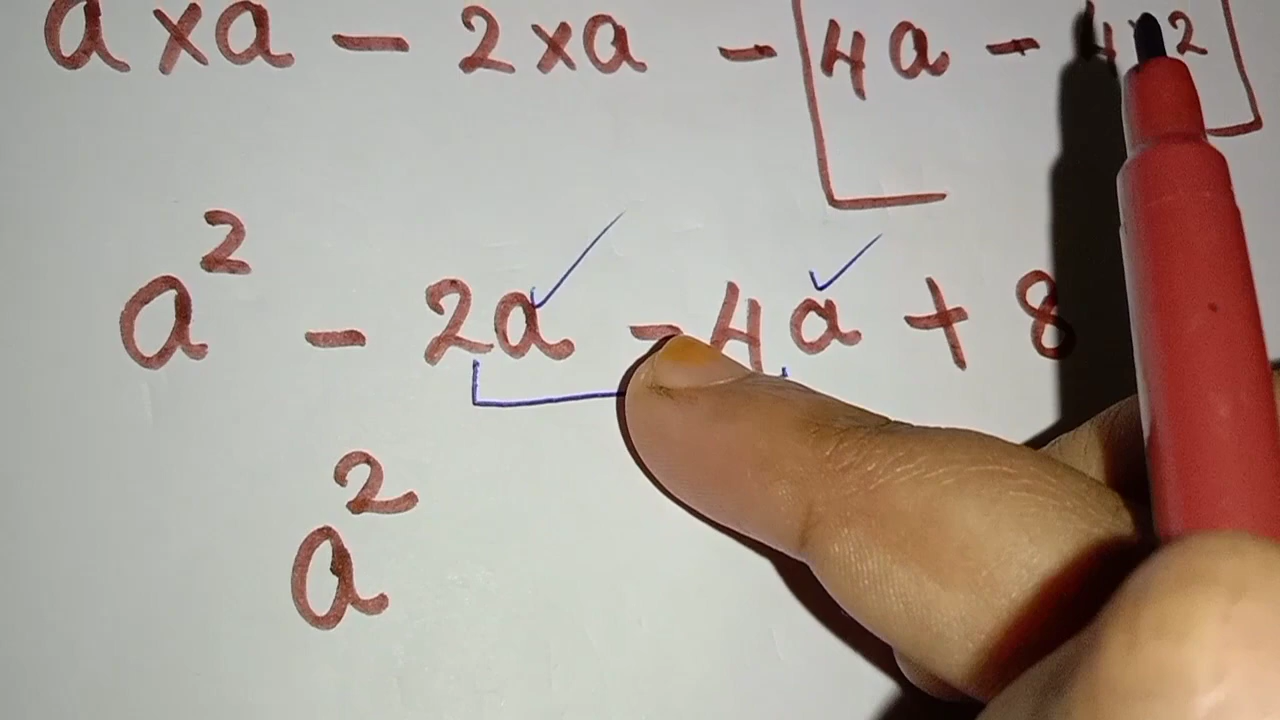 a×a - 2×a - [4a - 4×2]
a² - 2a - 4a + 8
a²